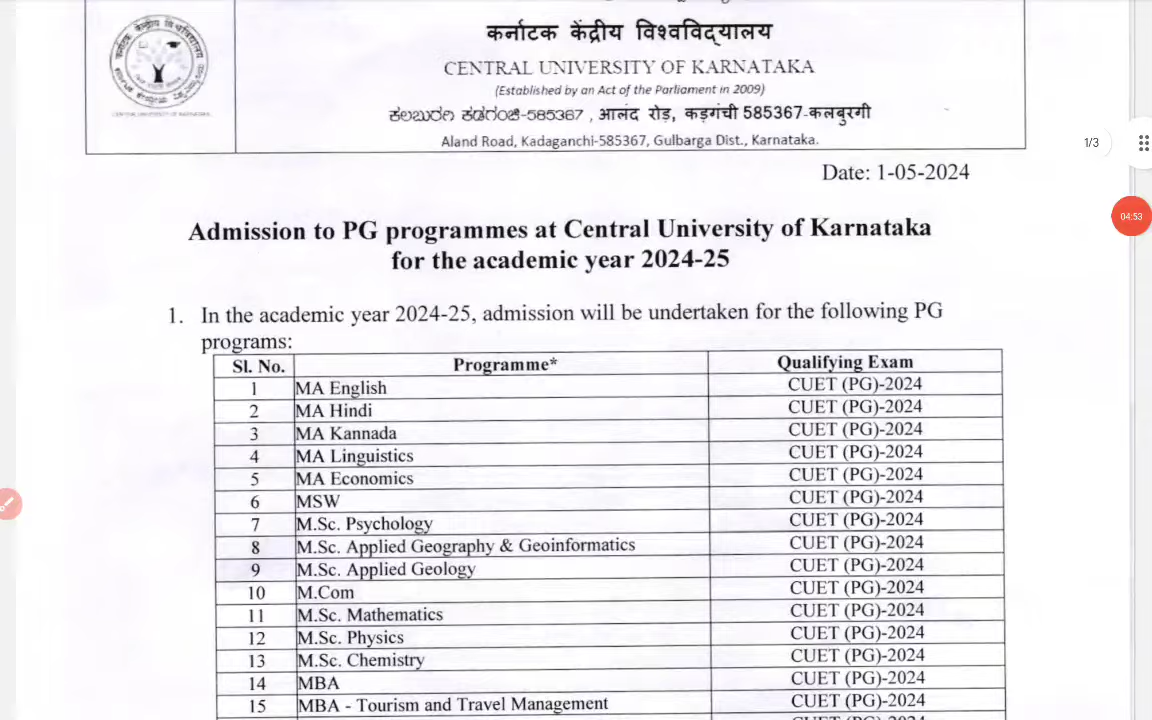 कर्नाटक केंद्रीय विश्वविद्यालय
CENTRAL UNIVERSITY OF KARNATAKA
(Established by an Act of the Parliament in 2009)
ಕಲಬುರಗಿ ಕಡಗಂಚಿ-585367 , आलंद रोड़, कड़गंची 585367-कलबुरगी
Aland Road, Kadaganchi-585367, Gulbarga Dist., Karnataka.
1/3
Date: 1-05-2024
04:53
Admission to PG programmes at Central University of Karnataka
for the academic year 2024-25
1. In the academic year 2024-25, admission will be undertaken for the following PG
programs:
Sl. No. Programme* Qualifying Exam
1 MA English CUET (PG)-2024
2 MA Hindi CUET (PG)-2024
3 MA Kannada CUET (PG)-2024
4 MA Linguistics CUET (PG)-2024
5 MA Economics CUET (PG)-2024
6 MSW CUET (PG)-2024
7 M.Sc. Psychology CUET (PG)-2024
8 M.Sc. Applied Geography & Geoinformatics CUET (PG)-2024
9 M.Sc. Applied Geology CUET (PG)-2024
10 M.Com CUET (PG)-2024
11 M.Sc. Mathematics CUET (PG)-2024
12 M.Sc. Physics CUET (PG)-2024
13 M.Sc. Chemistry CUET (PG)-2024
14 MBA CUET (PG)-2024
15 MBA - Tourism and Travel Management CUET (PG)-2024